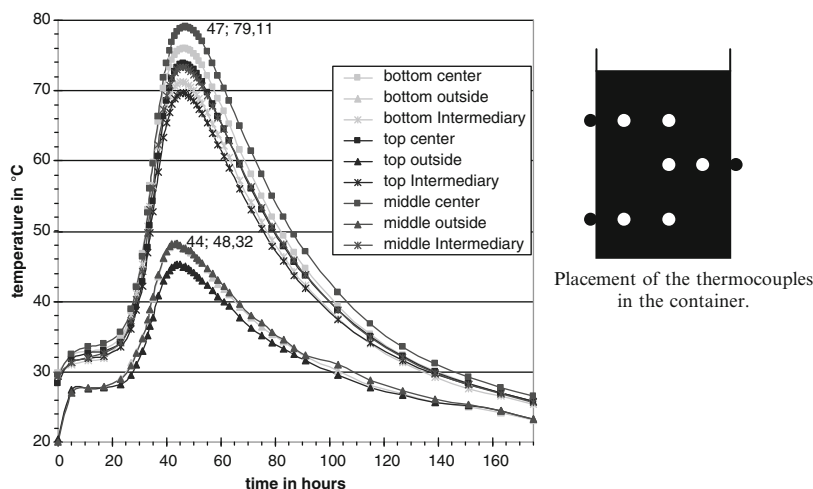 80
70
60
50
40
30
20
temperature in °C
47; 79,11
44; 48,32
bottom center
bottom outside
bottom Intermediary
top center
top outside
top Intermediary
middle center
middle outside
middle Intermediary
0 20 40 60 80 100 120 140 160
time in hours
Placement of the thermocouples
in the container.